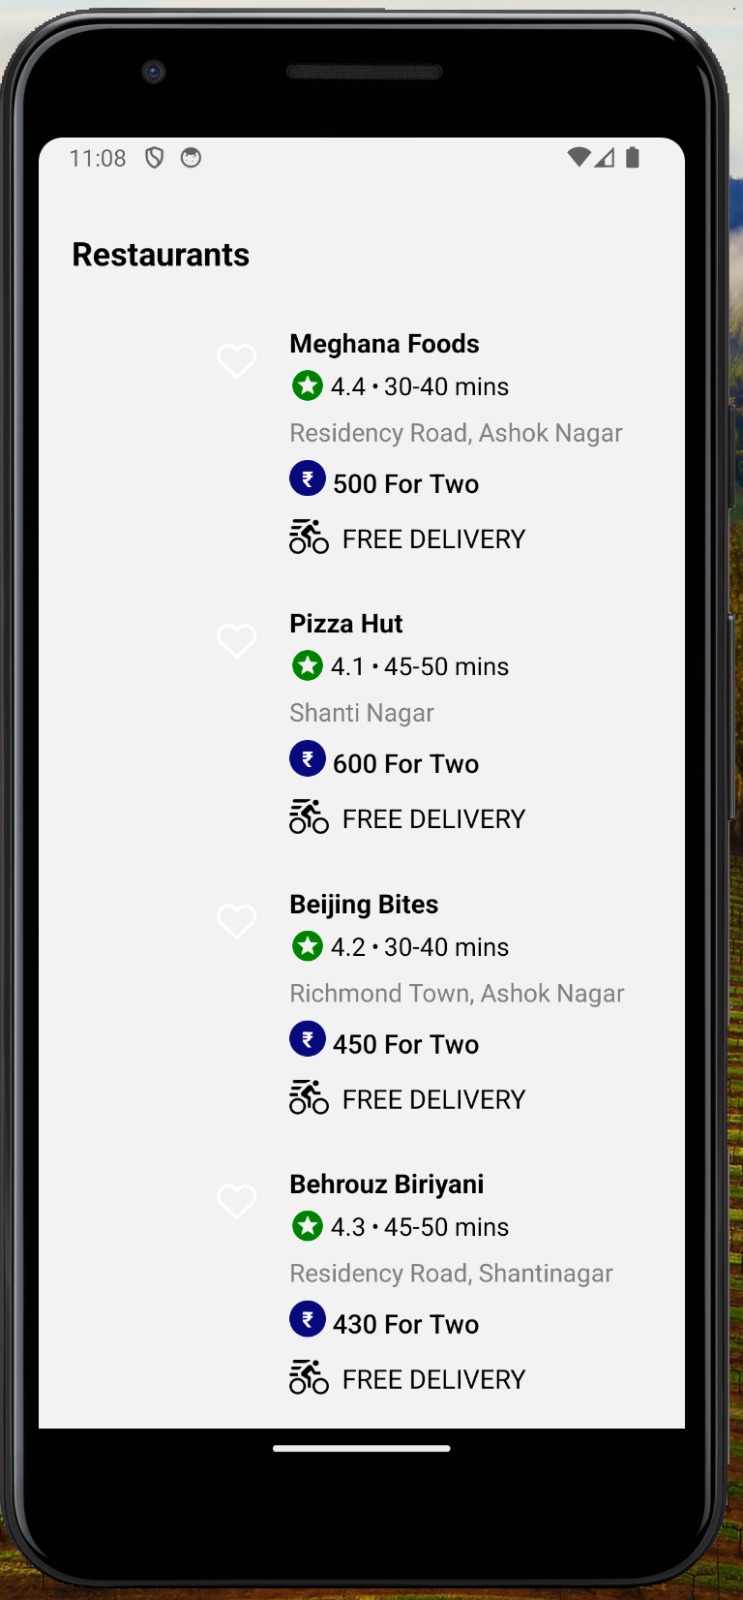 11:08
Restaurants
Meghana Foods
4.4 • 30-40 mins
Residency Road, Ashok Nagar
₹ 500 For Two
FREE DELIVERY
Pizza Hut
4.1 • 45-50 mins
Shanti Nagar
₹ 600 For Two
FREE DELIVERY
Beijing Bites
4.2 • 30-40 mins
Richmond Town, Ashok Nagar
₹ 450 For Two
FREE DELIVERY
Behrouz Biriyani
4.3 • 45-50 mins
Residency Road, Shantinagar
₹ 430 For Two
FREE DELIVERY